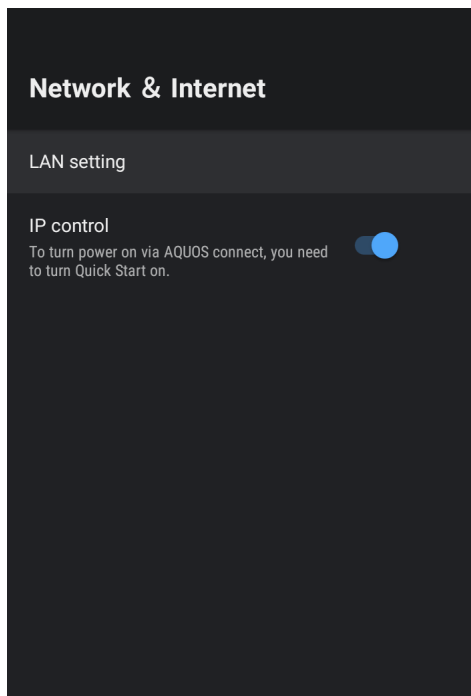 Network & Internet
LAN setting
IP control
To turn power on via AQUOS connect, you need
to turn Quick Start on.